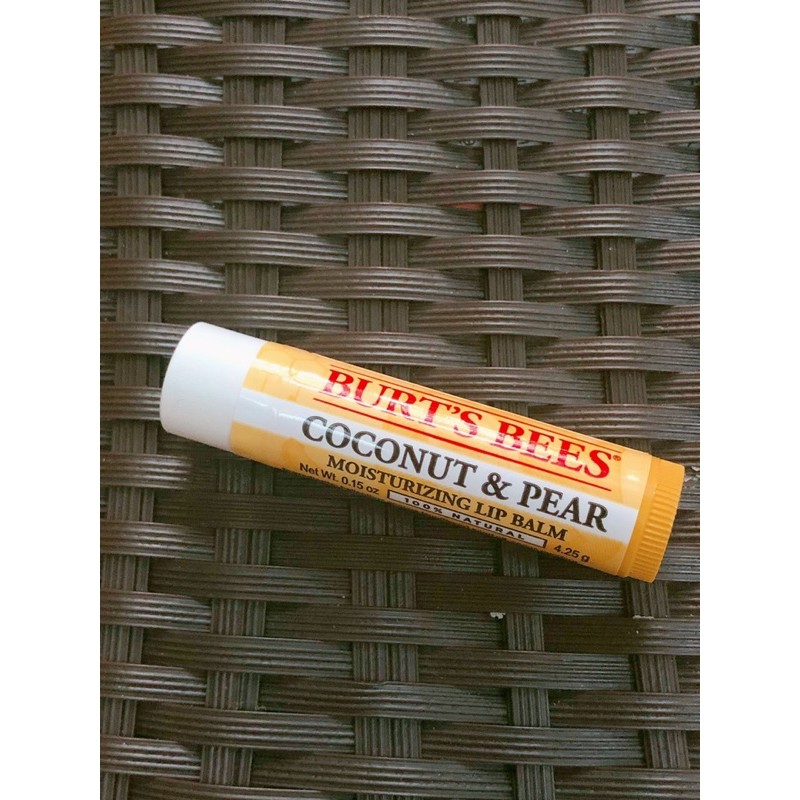 BURT'S BEES®
COCONUT & PEAR
MOISTURIZING LIP BALM
Net Wt. 0.15 oz 100% NATURAL 4.25 g